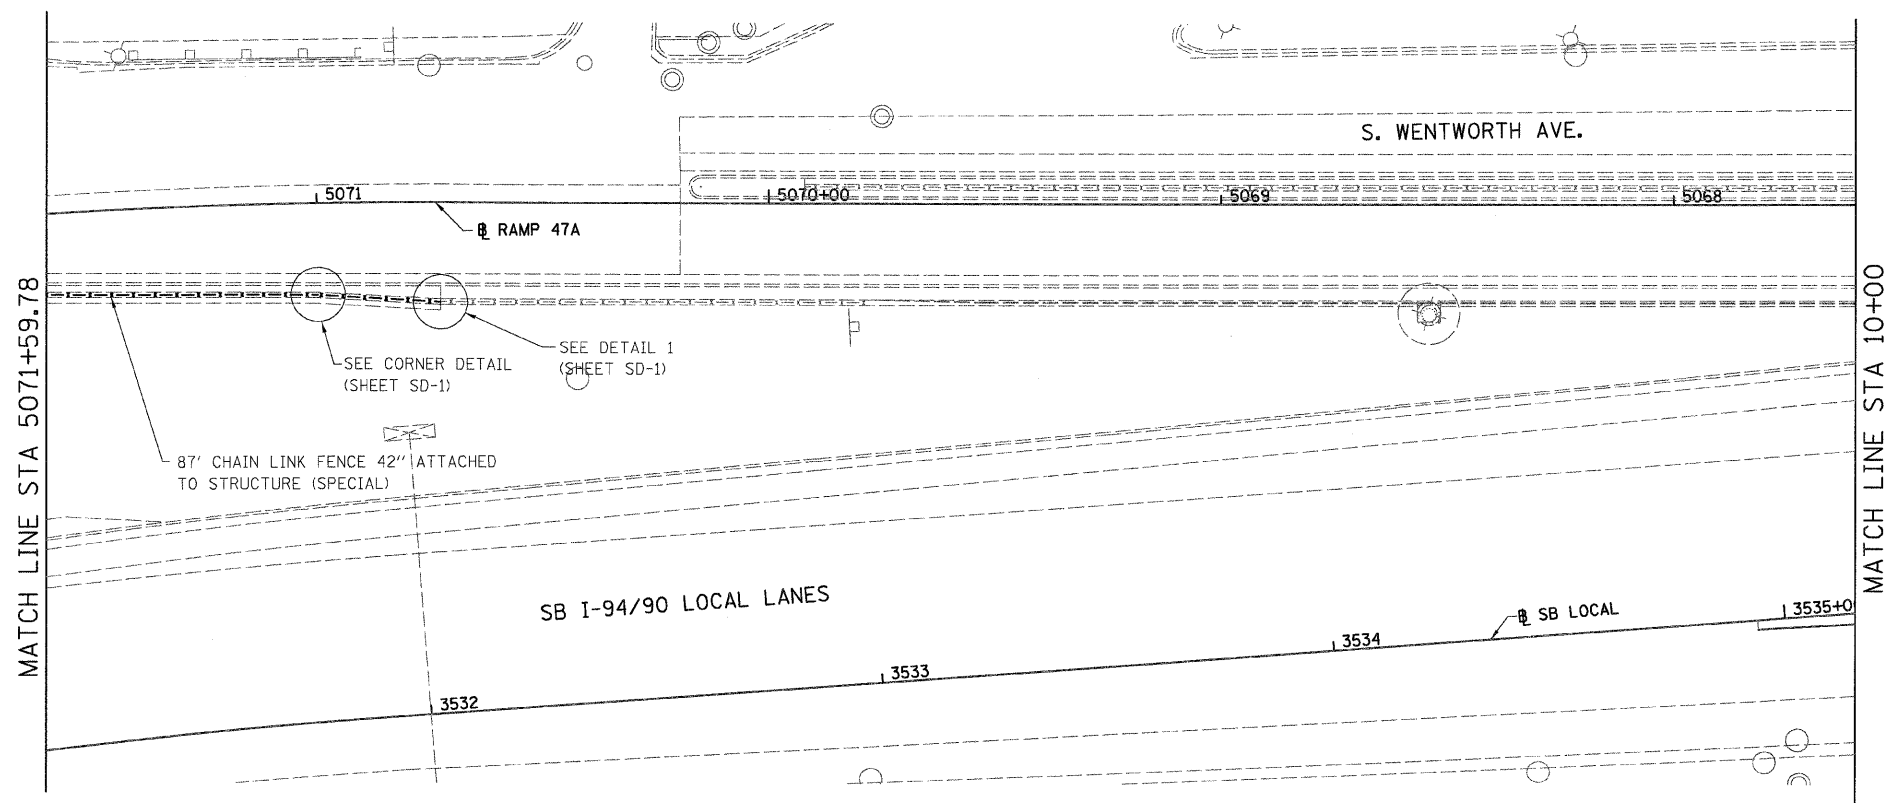 S. WENTWORTH AVE.
5071
5070+00
5069
5068
℄ RAMP 47A
MATCH LINE STA 5071+59.78
MATCH LINE STA 10+00
SEE CORNER DETAIL
(SHEET SD-1)
SEE DETAIL 1
(SHEET SD-1)
87' CHAIN LINK FENCE 42" ATTACHED
TO STRUCTURE (SPECIAL)
SB I-94/90 LOCAL LANES
℄ SB LOCAL
3535+0
3534
3533
3532